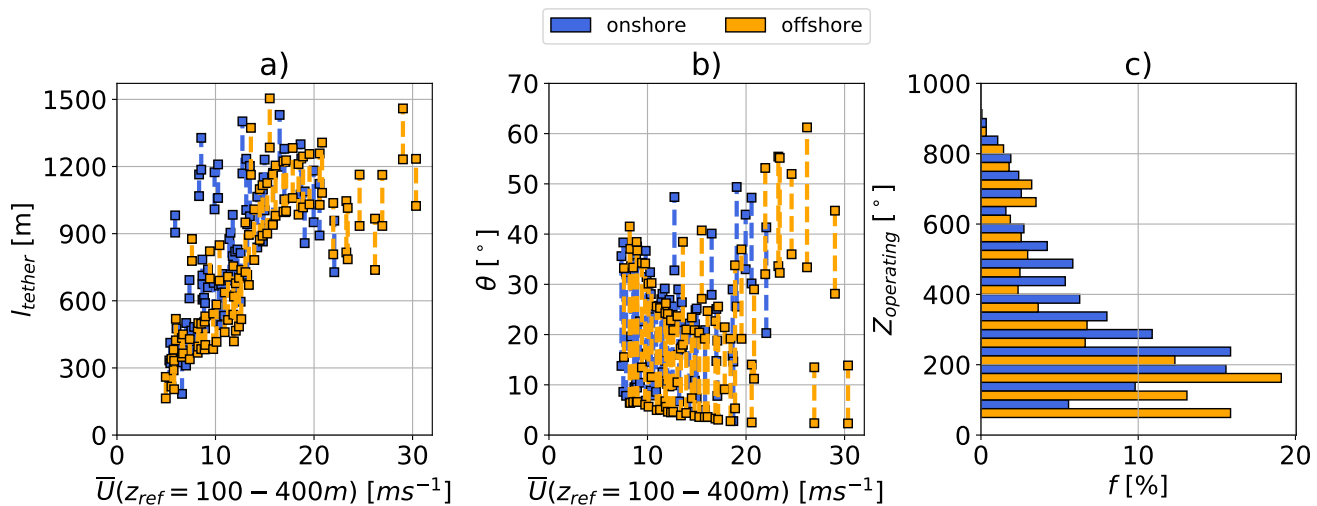 onshore offshore
a) b) c)
l_tether [m]
1500
1200
900
600
300
0
0 10 20 30
U̅(z_ref = 100 − 400m) [ms⁻¹]
θ [°]
70
60
50
40
30
20
10
0
0 10 20 30
U̅(z_ref = 100 − 400m) [ms⁻¹]
Z_operating [°]
1000
800
600
400
200
0
0 10 20
f [%]